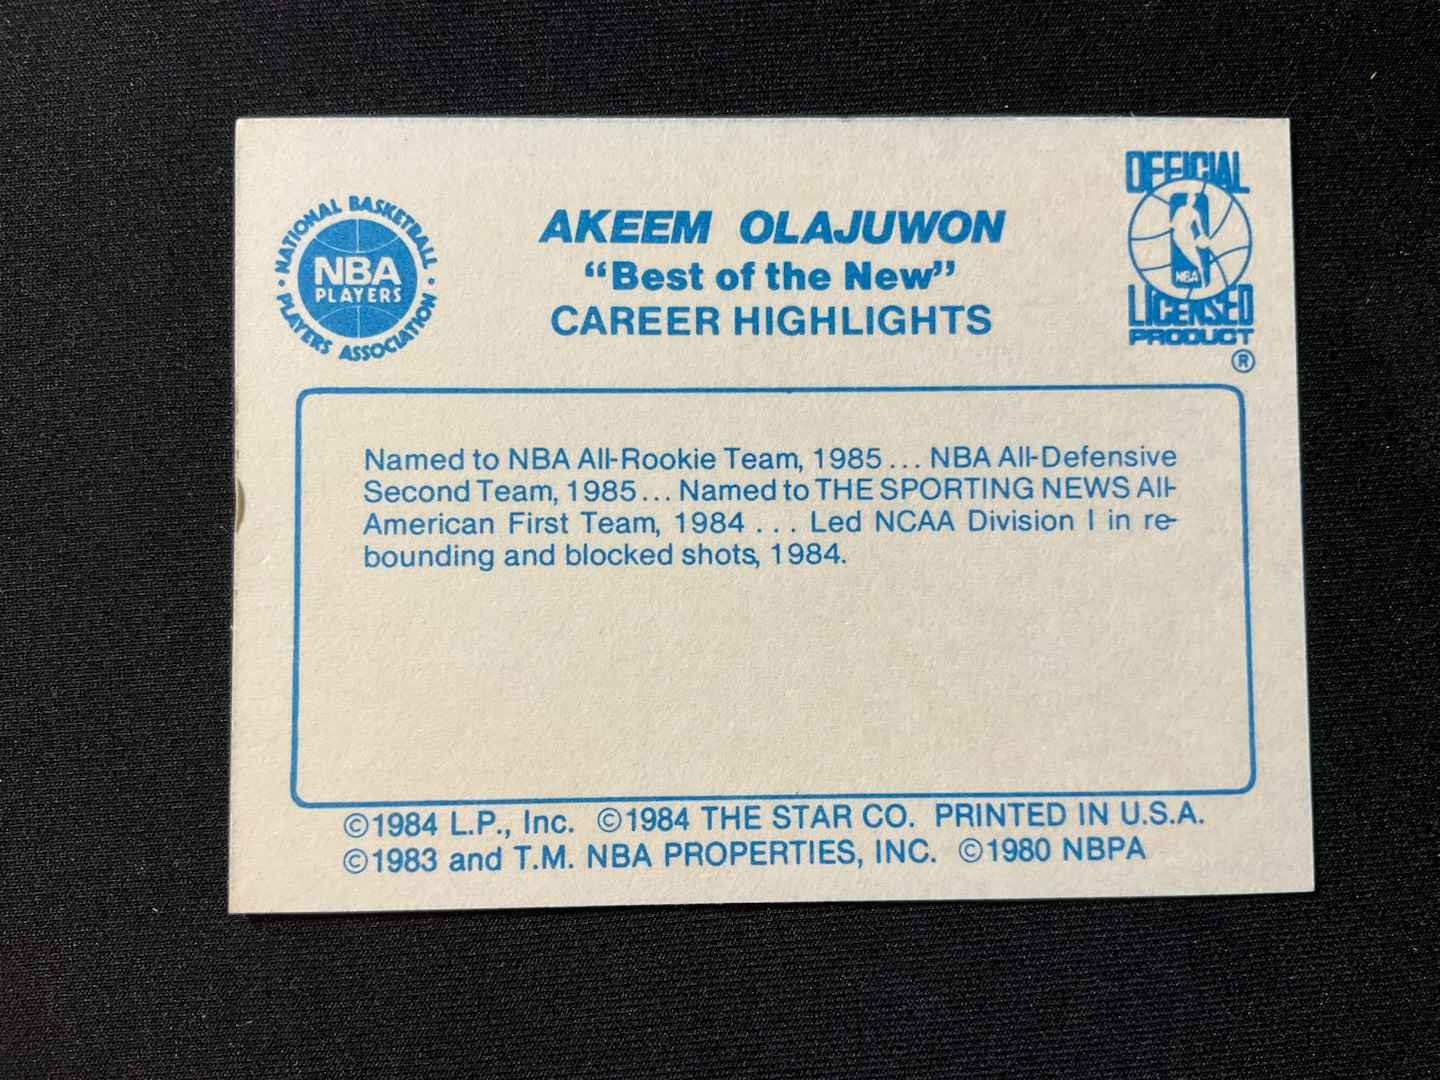 NATIONAL BASKETBALL
PLAYERS ASSOCIATION
NBA
PLAYERS
AKEEM OLAJUWON
“Best of the New”
CAREER HIGHLIGHTS
OFFICIAL
NBA
LICENSED
PRODUCT
®
Named to NBA All-Rookie Team, 1985 ... NBA All-Defensive
Second Team, 1985 ... Named to THE SPORTING NEWS All-
American First Team, 1984 ... Led NCAA Division I in re-
bounding and blocked shots, 1984.
©1984 L.P., Inc. ©1984 THE STAR CO. PRINTED IN U.S.A.
©1983 and T.M. NBA PROPERTIES, INC. ©1980 NBPA